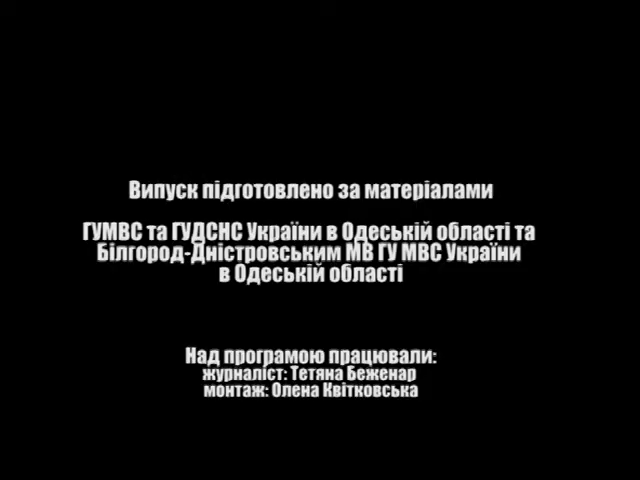 Випуск підготовлено за матеріалами
ГУМВС та ГУДСНС України в Одеській області та
Білгород-Дністровським МВ ГУ МВС України
в Одеській області
Над програмою працювали:
журналіст: Тетяна Беженар
монтаж: Олена Квітковська